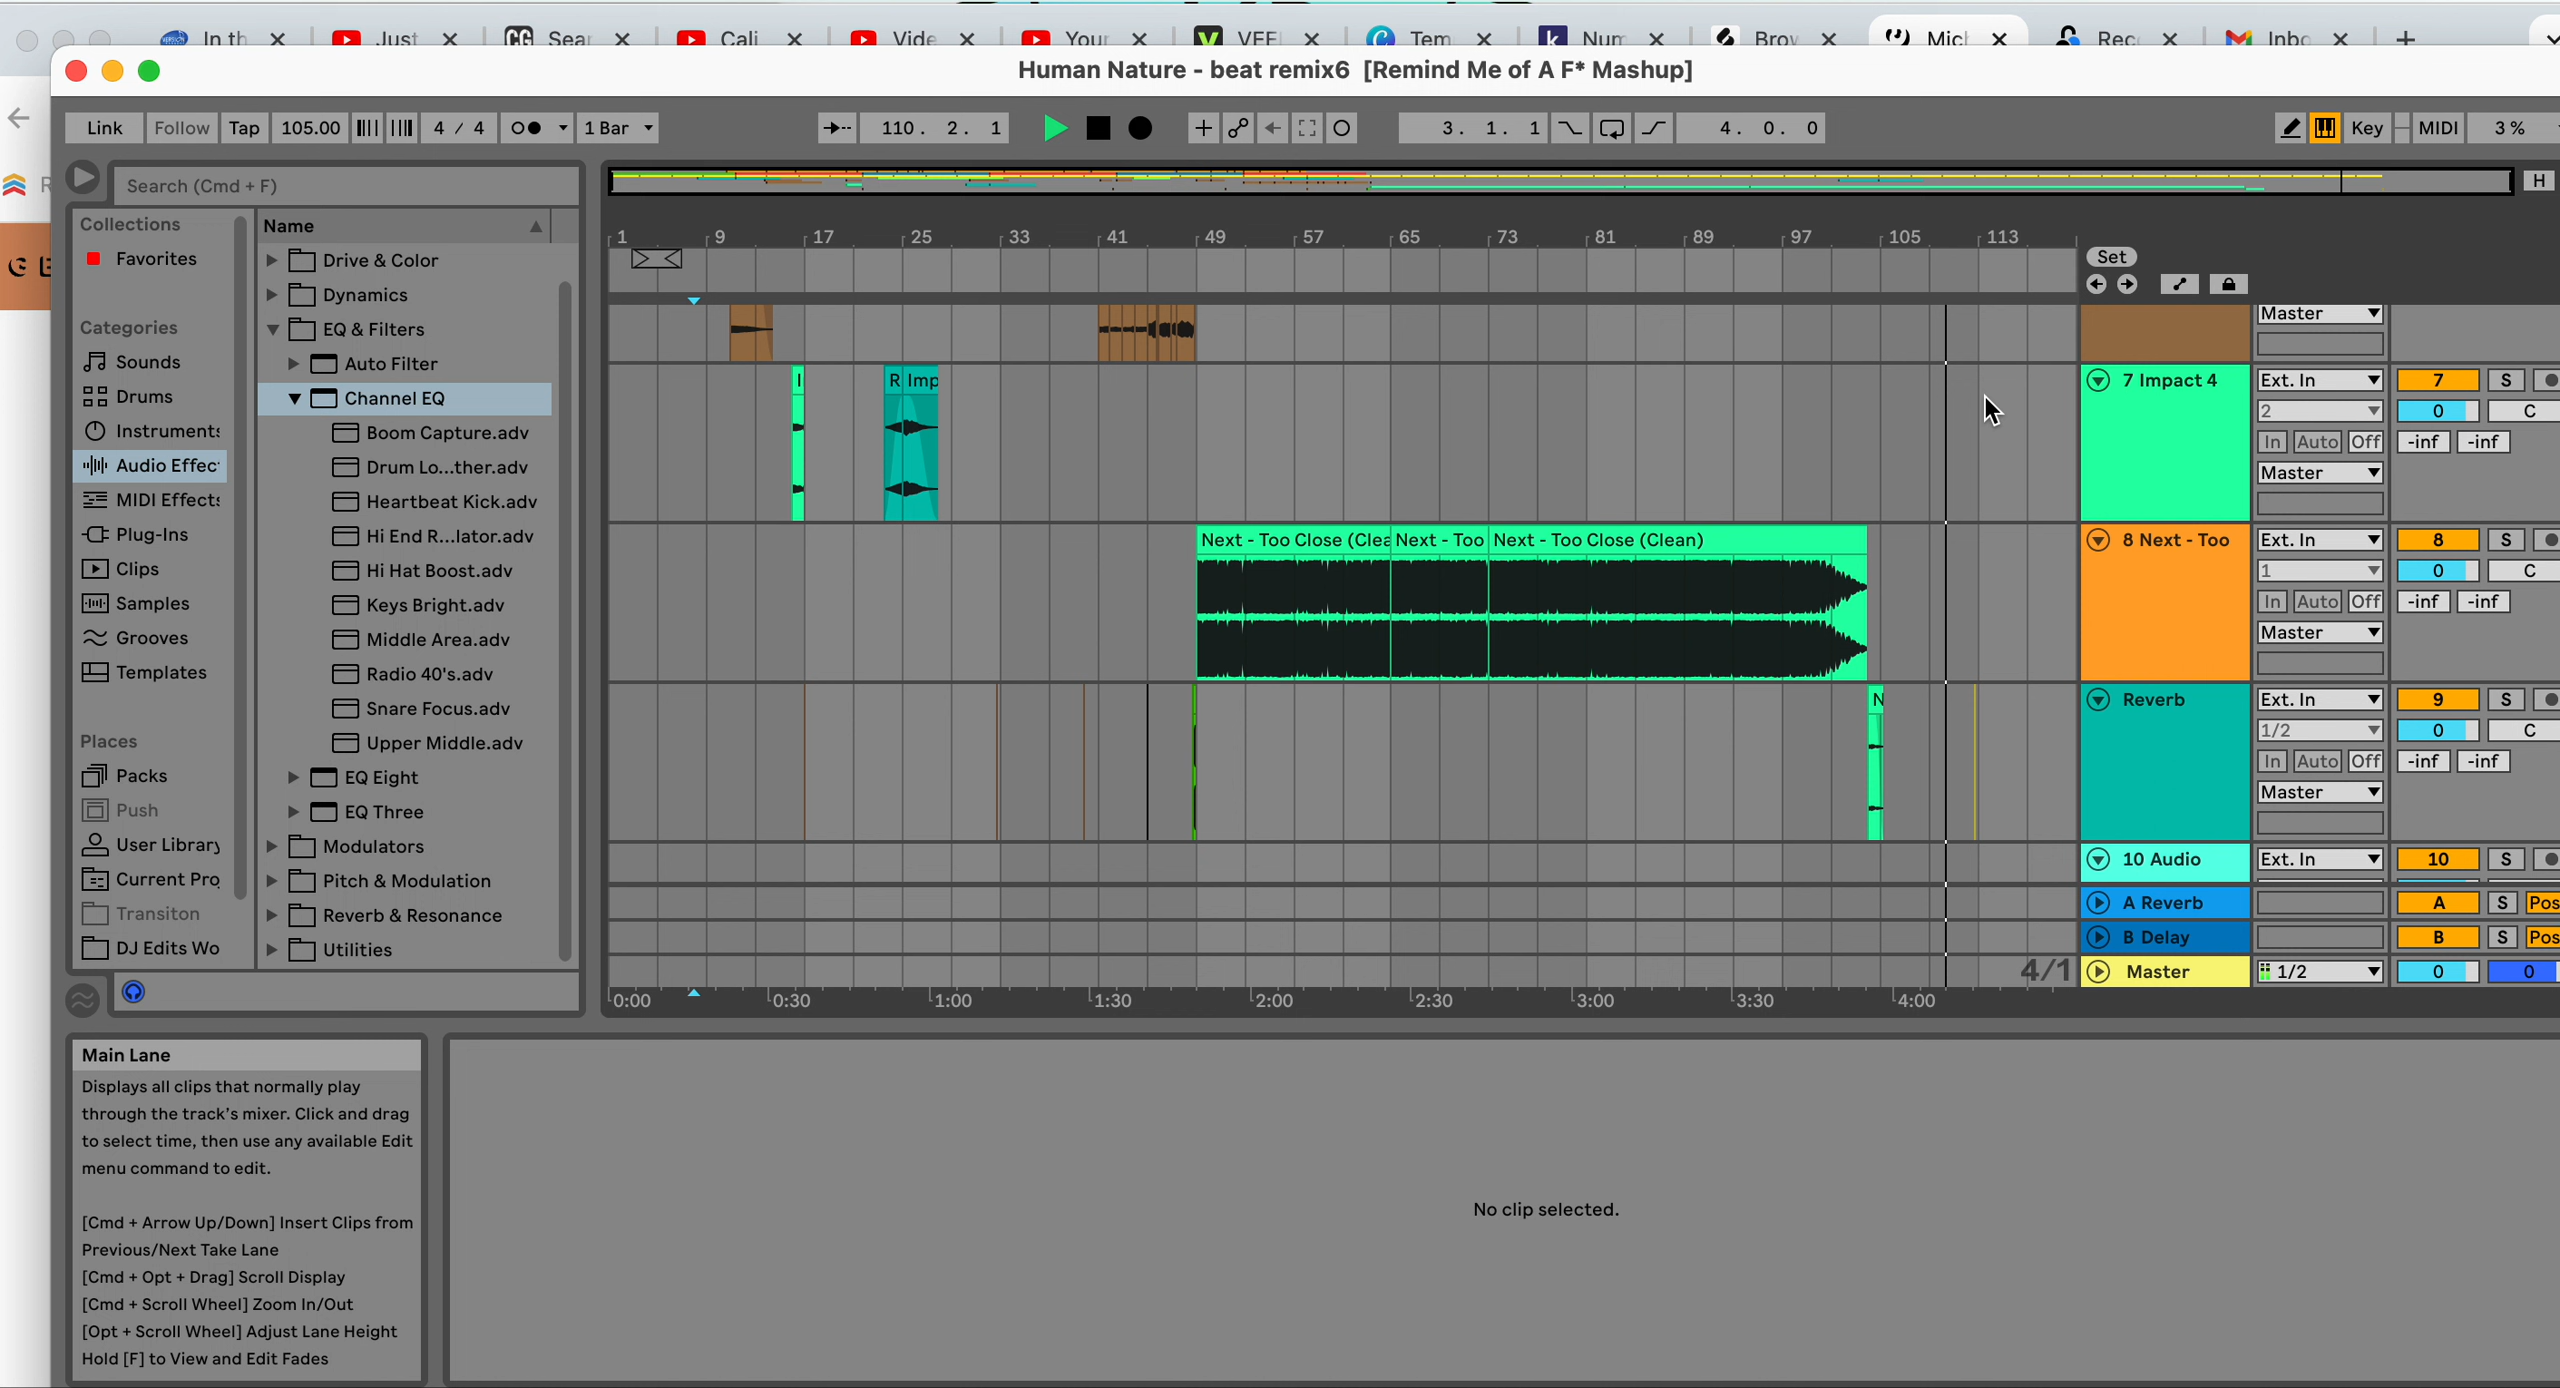 In th
Just
CG Sear
Cali
Vide
Your
VEE
Tem
k Num
Brow
Mich
Rec
Inbo
Human Nature - beat remix6 [Remind Me of A F* Mashup]
Link Follow Tap 105.00 4 / 4 1 Bar 110. 2. 1 3. 1. 1 4. 0. 0 Key MIDI 3 %
Search (Cmd + F)
H
Collections
Favorites
Categories
Sounds
Drums
Instruments
Audio Effec
MIDI Effects
Plug-Ins
Clips
Samples
Grooves
Templates
Places
Packs
Push
User Library
Current Pro
Transiton
DJ Edits Wo
Name
Drive & Color
Dynamics
EQ & Filters
Auto Filter
Channel EQ
Boom Capture.adv
Drum Lo...ther.adv
Heartbeat Kick.adv
Hi End R...lator.adv
Hi Hat Boost.adv
Keys Bright.adv
Middle Area.adv
Radio 40's.adv
Snare Focus.adv
Upper Middle.adv
EQ Eight
EQ Three
Modulators
Pitch & Modulation
Reverb & Resonance
Utilities
1 9 17 25 33 41 49 57 65 73 81 89 97 105 113
Set
Master
I R Imp
7 Impact 4 Ext. In 7 S
2 0 C
In Auto Off -inf -inf
Master
Next - Too Close (Clea Next - Too Next - Too Close (Clean)
8 Next - Too Ext. In 8 S
1 0 C
In Auto Off -inf -inf
Master
N
Reverb Ext. In 9 S
1/2 0 C
In Auto Off -inf -inf
Master
10 Audio Ext. In 10 S
A Reverb A S Pos
B Delay B S Pos
4/1 Master 1/2 0 0
0:00 0:30 1:00 1:30 2:00 2:30 3:00 3:30 4:00
Main Lane
Displays all clips that normally play
through the track's mixer. Click and drag
to select time, then use any available Edit
menu command to edit.
[Cmd + Arrow Up/Down] Insert Clips from
Previous/Next Take Lane
[Cmd + Opt + Drag] Scroll Display
[Cmd + Scroll Wheel] Zoom In/Out
[Opt + Scroll Wheel] Adjust Lane Height
Hold [F] to View and Edit Fades
No clip selected.